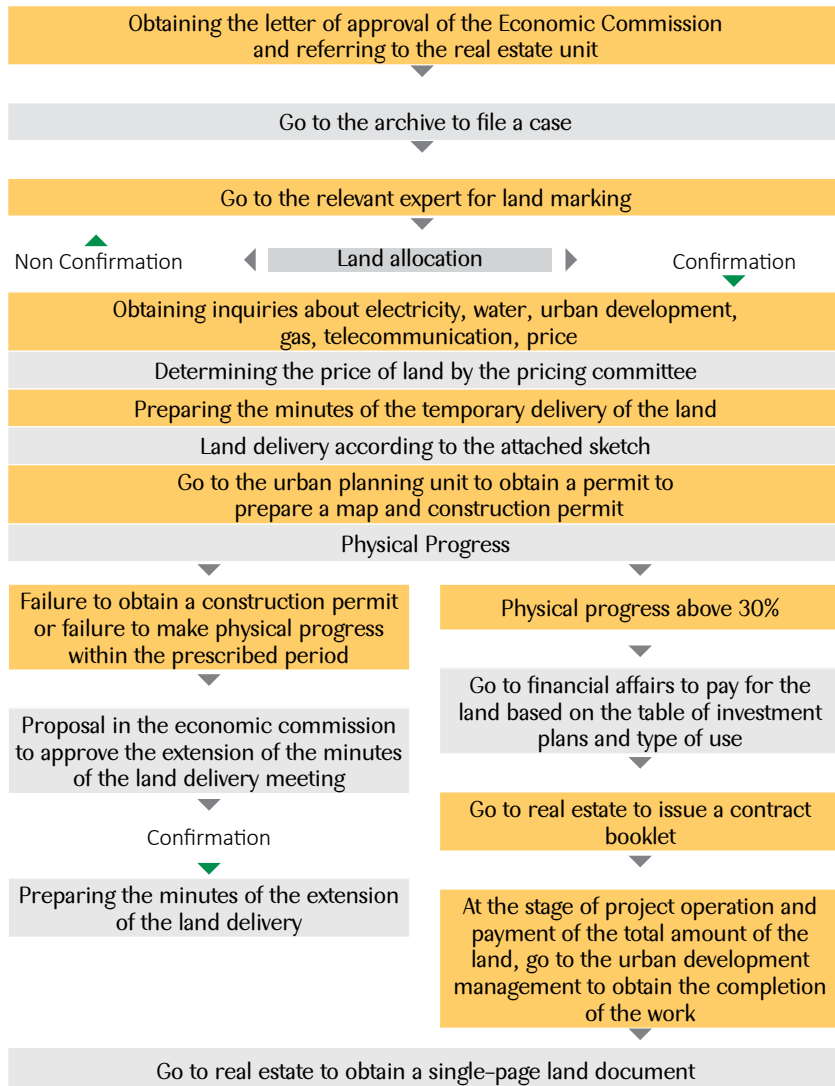 Obtaining the letter of approval of the Economic Commission
and referring to the real estate unit
Go to the archive to file a case
Go to the relevant expert for land marking
Non Confirmation
Land allocation
Confirmation
Obtaining inquiries about electricity, water, urban development,
gas, telecommunication, price
Determining the price of land by the pricing committee
Preparing the minutes of the temporary delivery of the land
Land delivery according to the attached sketch
Go to the urban planning unit to obtain a permit to
prepare a map and construction permit
Physical Progress
Failure to obtain a construction permit
or failure to make physical progress
within the prescribed period
Proposal in the economic commission
to approve the extension of the minutes
of the land delivery meeting
Confirmation
Preparing the minutes of the extension
of the land delivery
Physical progress above 30%
Go to financial affairs to pay for the
land based on the table of investment
plans and type of use
Go to real estate to issue a contract
booklet
At the stage of project operation and
payment of the total amount of the
land, go to the urban development
management to obtain the completion
of the work
Go to real estate to obtain a single-page land document